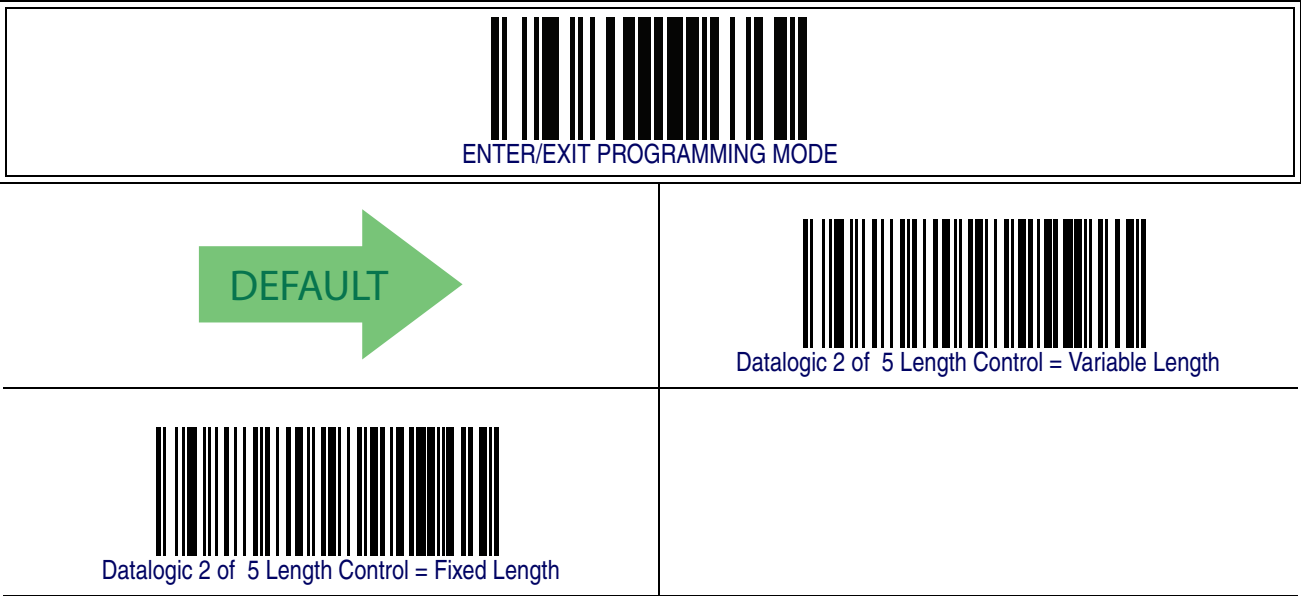 ENTER/EXIT PROGRAMMING MODE
DEFAULT
Datalogic 2 of 5 Length Control = Variable Length
Datalogic 2 of 5 Length Control = Fixed Length